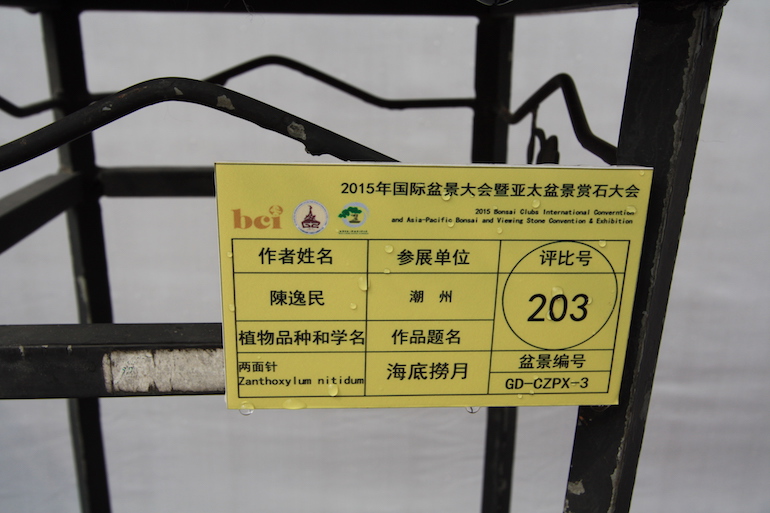 2015年国际盆景大会暨亚太盆景赏石大会
bci
2015 Bonsai Clubs International Convention
and Asia-Pacific Bonsai and Viewing Stone Convention & Exhibition
作者姓名 参展单位 评比号
陳逸民 潮州 203
植物品种和学名 作品题名
两面针 海底撈月 盆景编号
Zanthoxylum nitidum GD-CZPX-3